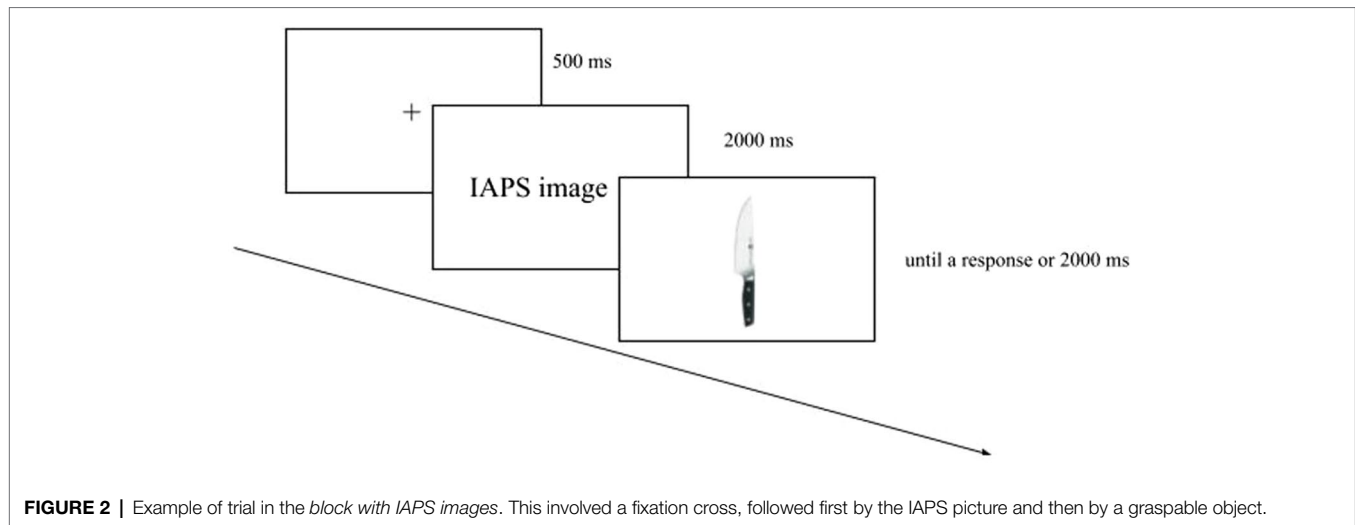 500 ms
+
2000 ms
IAPS image
until a response or 2000 ms
FIGURE 2 | Example of trial in the block with IAPS images. This involved a fixation cross, followed first by the IAPS picture and then by a graspable object.